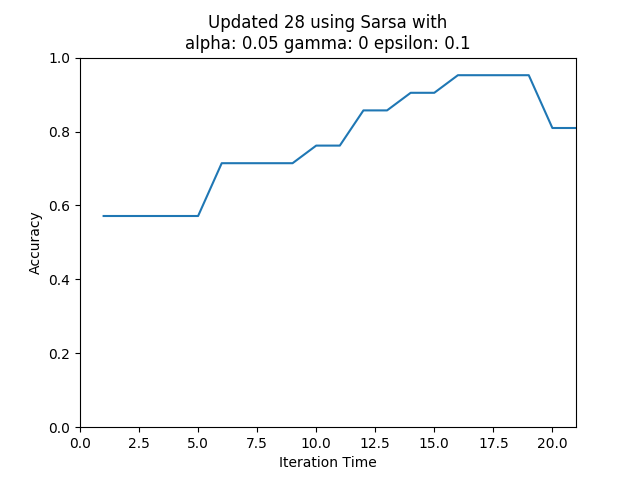 Updated 28 using Sarsa with
alpha: 0.05 gamma: 0 epsilon: 0.1
1.0
0.8
0.6
0.4
0.2
0.0
Accuracy
0.0 2.5 5.0 7.5 10.0 12.5 15.0 17.5 20.0
Iteration Time